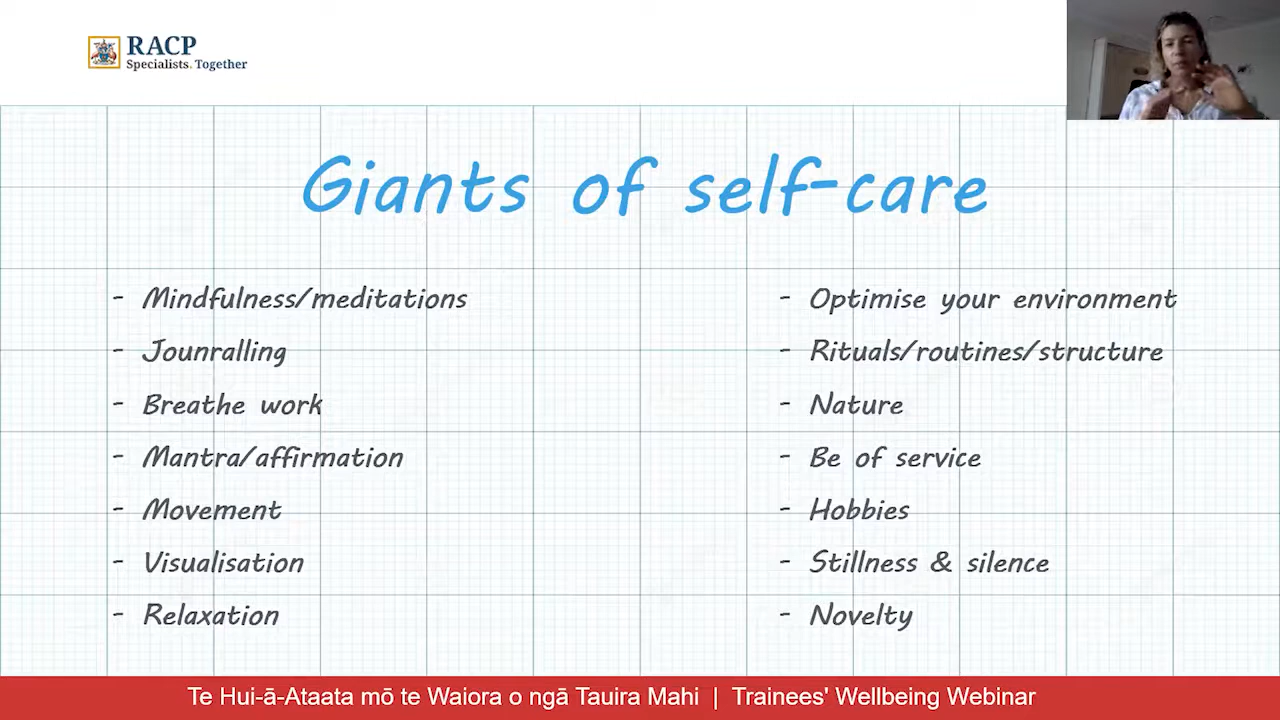 RACP
Specialists. Together
Giants of self-care
- Mindfulness/meditations
- Jounralling
- Breathe work
- Mantra/affirmation
- Movement
- Visualisation
- Relaxation
- Optimise your environment
- Rituals/routines/structure
- Nature
- Be of service
- Hobbies
- Stillness & silence
- Novelty
Te Hui-ā-Ataata mō te Waiora o ngā Tauira Mahi | Trainees' Wellbeing Webinar